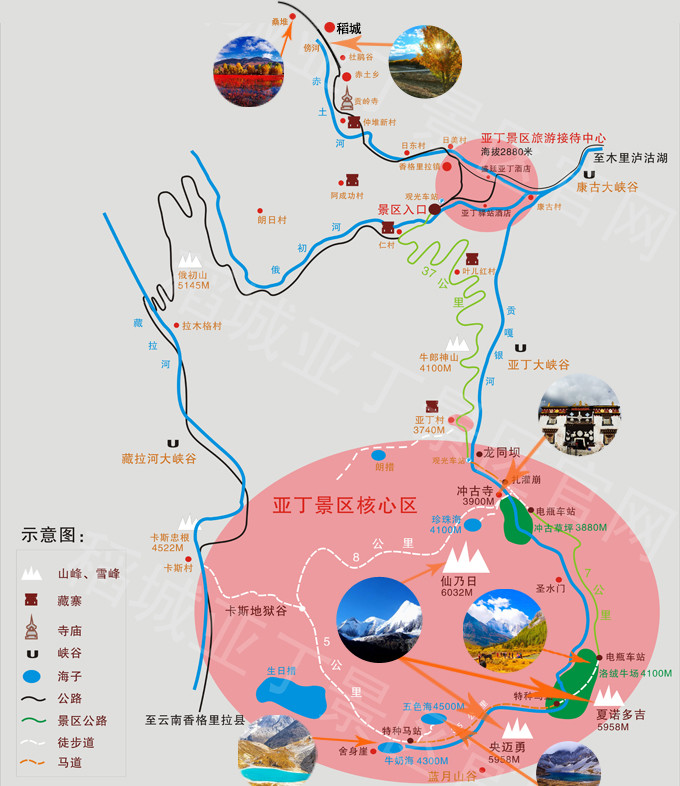 桑堆
稻城
傍河
牡鹊谷
赤土乡
赤土河
贡岭寺
仲堆新村
日东村
日美村
亚丁景区旅游接待中心
海拔2880米
至木里泸沽湖
香格里拉镇
亚丁酒店
康古大峡谷
阿成功村
观光车站
景区入口
亚丁驿站酒店
康古村
朗日村
俄初河
仁村
叶儿红村
37公里
俄初山
5145M
贡嘎银河
藏拉河
拉木格村
牛郎神山
4100M
亚丁大峡谷
亚丁村
3740M
藏拉河大峡谷
观光车站
龙同坝
朗措
扎灌崩
亚丁景区核心区
冲古寺
3900M
电瓶车站
冲古草坪3880M
珍珠海
4100M
示意图：
卡斯忠根
4522M
8公里
仙乃日
6032M
7公里
山峰、雪峰
卡斯村
圣水门
藏寨
卡斯地狱谷
寺庙
5公里
峡谷
电瓶车站
洛绒牛场4100M
海子
生日措
公路
五色海4500M
特种马
夏诺多吉
5958M
景区公路
至云南香格里拉县
特种马站
徒步道
舍身崖
央迈勇
5958M
马道
牛奶海4300M
蓝月山谷